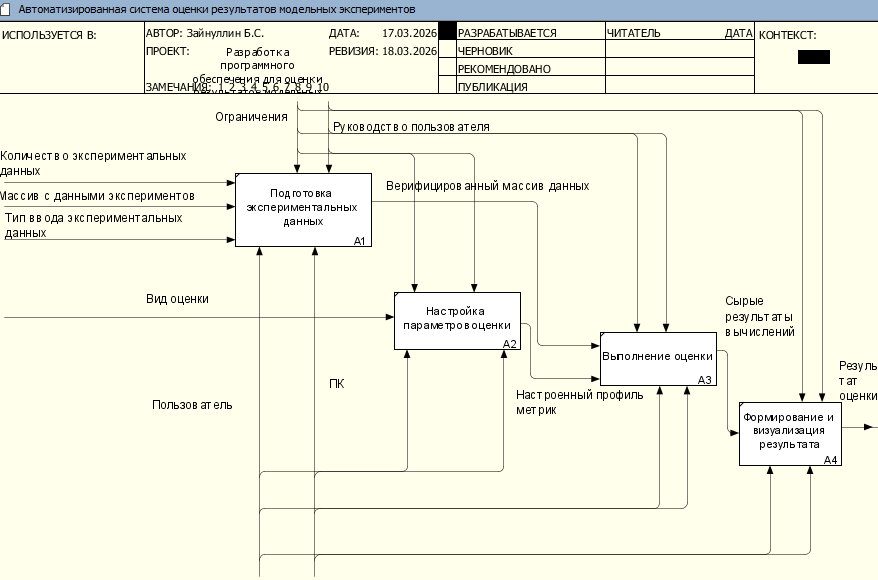 Автоматизированная система оценки результатов модельных экспериментов
ИСПОЛЬЗУЕТСЯ В:
АВТОР: Зайнуллин Б.С.
ДАТА: 17.03.2026
РАЗРАБАТЫВАЕТСЯ
ЧИТАТЕЛЬ
ДАТА
КОНТЕКСТ:
ПРОЕКТ: Разработка
программного
обеспечения для оценки
результатов модельных
РЕВИЗИЯ: 18.03.2026
ЧЕРНОВИК
РЕКОМЕНДОВАНО
ЗАМЕЧАНИЯ: 1 2 3 4 5 6 7 8 9 10
ПУБЛИКАЦИЯ
Ограничения
Руководство пользователя
Количество экспериментальных
данных
Массив с данными экспериментов
Тип ввода экспериментальных
данных
Подготовка
экспериментальных
данных
A1
Верифицированный массив данных
Вид оценки
Настройка
параметров оценки
A2
Сырые
результаты
вычислений
Выполнение оценки
A3
Настроенный профиль
метрик
Резуль
тат
оценки
ПК
Пользователь
Формирование и
визуализация
результата
A4